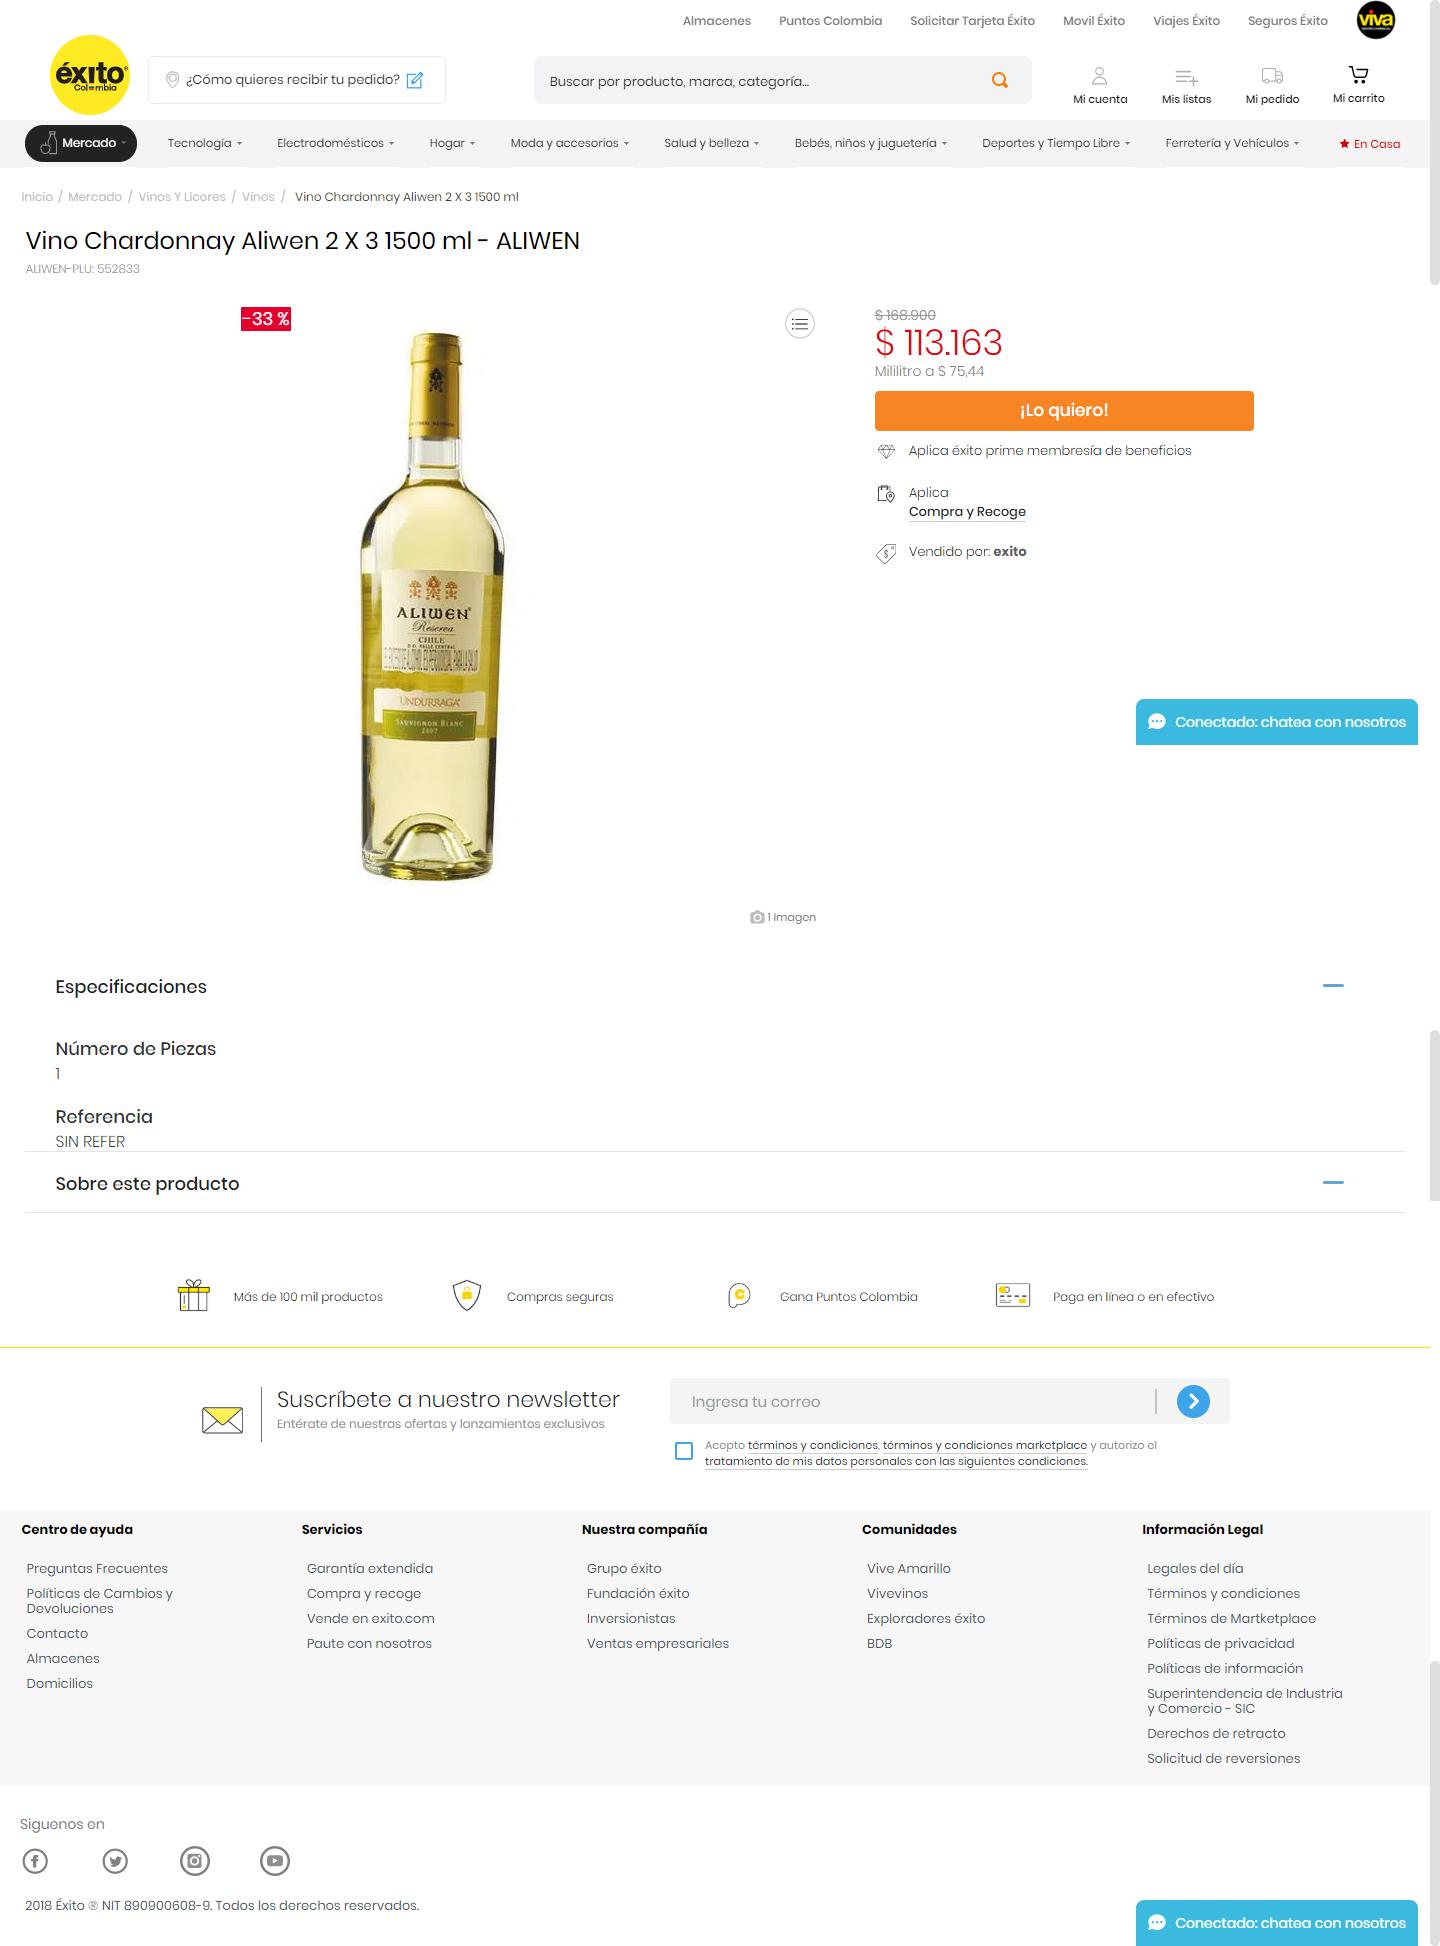 Almacenes Puntos Colombia Solicitar Tarjeta Éxito Movil Éxito Viajes Éxito Seguros Éxito viva
éxito
Colombia
¿Cómo quieres recibir tu pedido?
Buscar por producto, marca, categoría...
Mi cuenta Mis listas Mi pedido Mi carrito
Mercado Tecnología Electrodomésticos Hogar Moda y accesorios Salud y belleza Bebés, niños y juguetería Deportes y Tiempo Libre Ferretería y Vehículos En Casa
Inicio / Mercado / Vinos Y Licores / Vinos / Vino Chardonnay Aliwen 2 X 3 1500 ml
Vino Chardonnay Aliwen 2 X 3 1500 ml - ALIWEN
ALIWEN-PLU: 552833
-33 %
ALIWEN
Reserva
CHILE
D.O. VALLE CENTRAL
UNDURRAGA
SAUVIGNON BLANC
2007
1 Imagen
$ 168.900
$ 113.163
Mililitro a $ 75,44
¡Lo quiero!
Aplica éxito prime membresía de beneficios
Aplica
Compra y Recoge
Vendido por: exito
Conectado: chatea con nosotros
Especificaciones
Número de Piezas
1
Referencia
SIN REFER
Sobre este producto
Más de 100 mil productos Compras seguras Gana Puntos Colombia Paga en línea o en efectivo
Suscríbete a nuestro newsletter
Entérate de nuestras ofertas y lanzamientos exclusivos
Ingresa tu correo
Acepto términos y condiciones, términos y condiciones marketplace y autorizo el
tratamiento de mis datos personales con las siguientes condiciones.
Centro de ayuda
Preguntas Frecuentes
Políticas de Cambios y
Devoluciones
Contacto
Almacenes
Domicilios
Servicios
Garantía extendida
Compra y recoge
Vende en exito.com
Paute con nosotros
Nuestra compañía
Grupo éxito
Fundación éxito
Inversionistas
Ventas empresariales
Comunidades
Vive Amarillo
Vivevinos
Exploradores éxito
BDB
Información Legal
Legales del día
Términos y condiciones
Términos de Martketplace
Políticas de privacidad
Políticas de información
Superintendencia de Industria
y Comercio - SIC
Derechos de retracto
Solicitud de reversiones
Siguenos en
2018 Éxito ® NIT 890900608-9. Todos los derechos reservados.
Conectado: chatea con nosotros